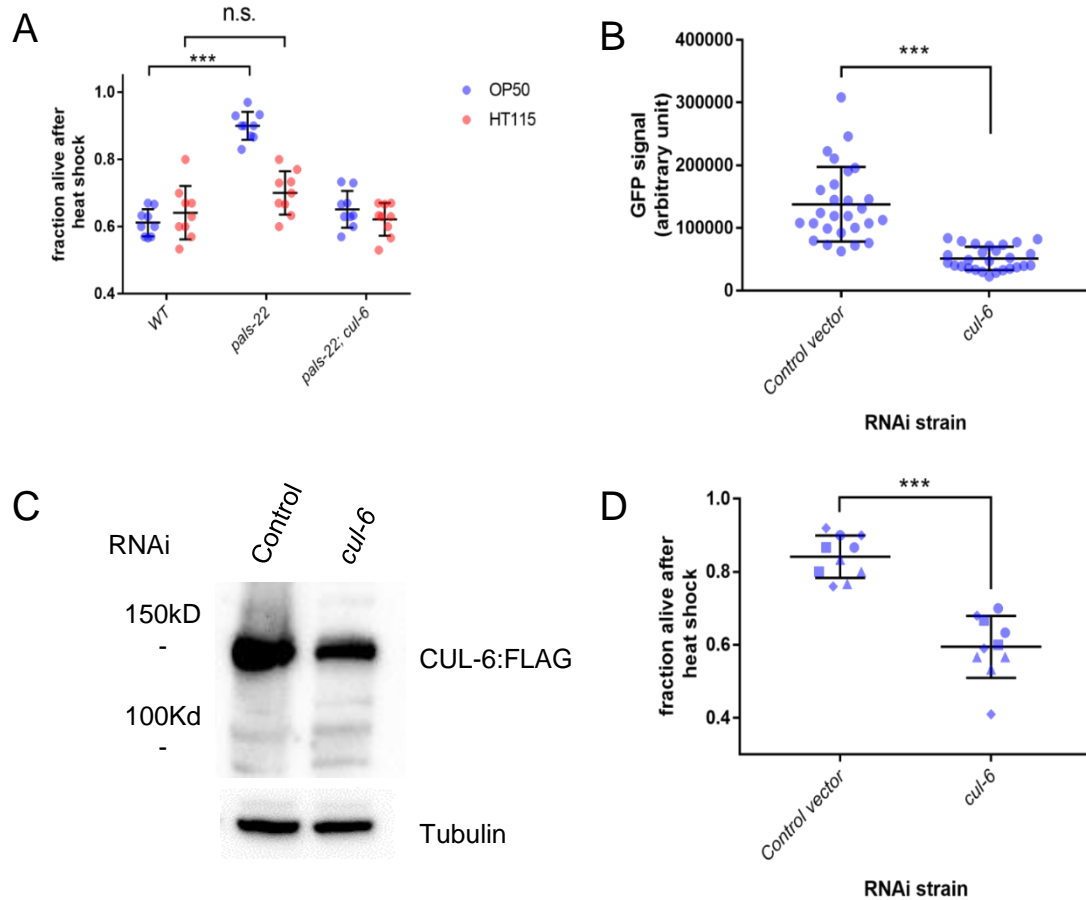 A
n.s.
***
fraction alive after
heat shock
1.0
0.8
0.6
0.4
WT
pals-22
pals-22; cul-6
OP50
HT115
B
***
GFP signal
(arbitrary unit)
400000
300000
200000
100000
0
Control vector
cul-6
RNAi strain
C
RNAi
Control
cul-6
150kD
-
CUL-6:FLAG
100Kd
-
Tubulin
D
***
fraction alive after
heat shock
1.0
0.8
0.6
0.4
Control vector
cul-6
RNAi strain